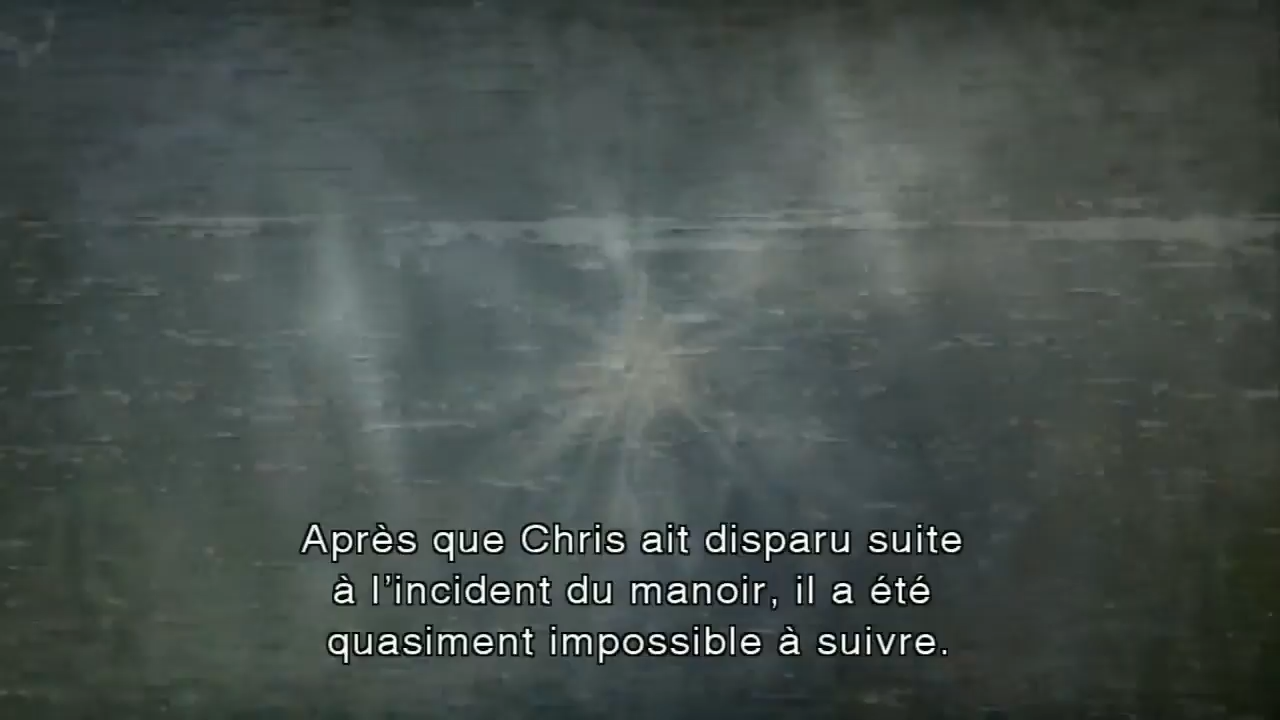 Après que Chris ait disparu suite
à l'incident du manoir, il a été
quasiment impossible à suivre.